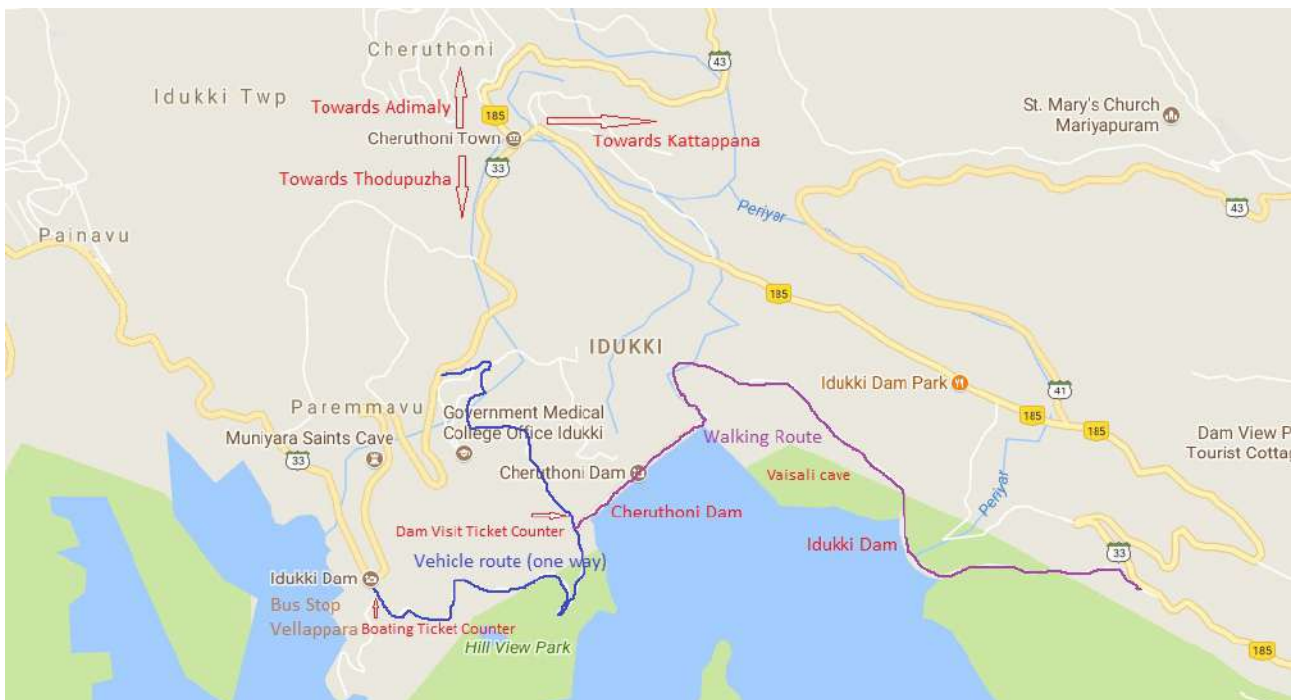 Cheruthoni
43
Idukki Twp
Towards Adimaly
185
St. Mary's Church
Mariyapuram
Cheruthoni Town
Towards Kattappana
33
Towards Thodupuzha
Periyar
43
Painavu
185
IDUKKI
Idukki Dam Park
41
Paremmavu
Government Medical
College Office Idukki
185
185
Muniyara Saints Cave
Walking Route
Dam View P
Tourist Cottag
33
Cheruthoni Dam
Vaisali cave
Periyar
Cheruthoni Dam
Dam Visit Ticket Counter
Idukki Dam
33
Vehicle route (one way)
Idukki Dam
Bus Stop
Vellappara
Boating Ticket Counter
Hill View Park
185